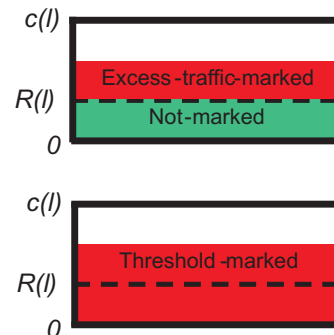 c(l)
Excess-traffic-marked
R(l)
Not-marked
0
c(l)
Threshold-marked
R(l)
0